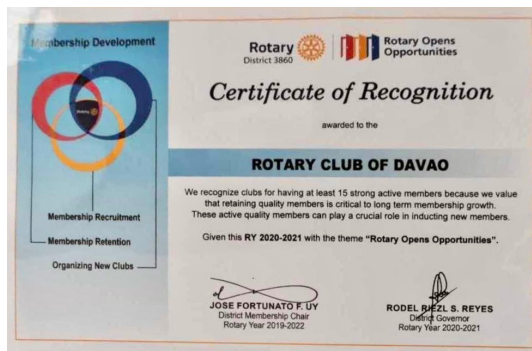 Membership Development
Rotary
District 3860
Rotary Opens
Opportunities
Certificate of Recognition
awarded to the
ROTARY CLUB OF DAVAO
We recognize clubs for having at least 15 strong active members because we value
that retaining quality members is critical to long term membership growth.
These active quality members can play a crucial role in inducting new members.
Given this RY 2020-2021 with the theme “Rotary Opens Opportunities”.
Rotary
Membership Recruitment
Membership Retention
Organizing New Clubs
JOSE FORTUNATO F. UY
District Membership Chair
Rotary Year 2019-2022
RODEL RIEZL S. REYES
District Governor
Rotary Year 2020-2021